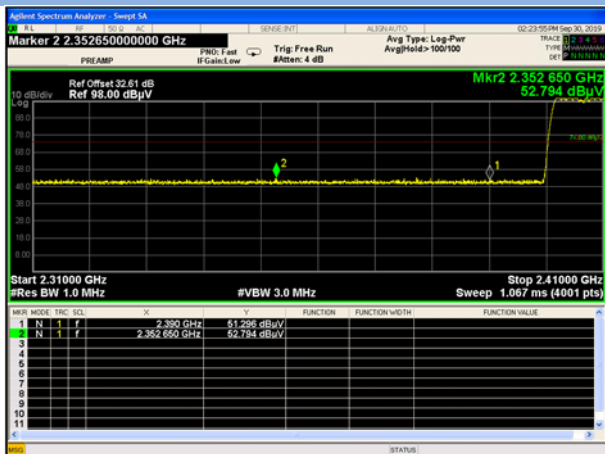 Agilent Spectrum Analyzer - Swept SA
RL RF 50 Ω AC SENSE:INT ALIGN AUTO 02:23:55 PM Sep 30, 2019
Marker 2 2.352650000000 GHz
PREAMP
PNO: Fast
IFGain:Low
Trig: Free Run
#Atten: 4 dB
Avg Type: Log-Pwr
Avg|Hold:>100/100
TRACE 1 2 3 4 5 6
TYPE
DET P N N N N N
Mkr2 2.352 650 GHz
52.794 dBµV
Ref Offset 32.61 dB
10 dB/div Ref 98.00 dBµV
Log
88.0
78.0
68.0
58.0
48.0
38.0
28.0
18.0
8.00
2
1
Start 2.31000 GHz Stop 2.41000 GHz
#Res BW 1.0 MHz #VBW 3.0 MHz Sweep 1.067 ms (4001 pts)
MKR MODE TRC SCL X Y FUNCTION FUNCTION WIDTH FUNCTION VALUE
1 N 1 f 2.390 GHz 51.296 dBµV
2 N 1 f 2.352 650 GHz 52.794 dBµV
3
4
5
6
7
8
9
10
11
MSG STATUS